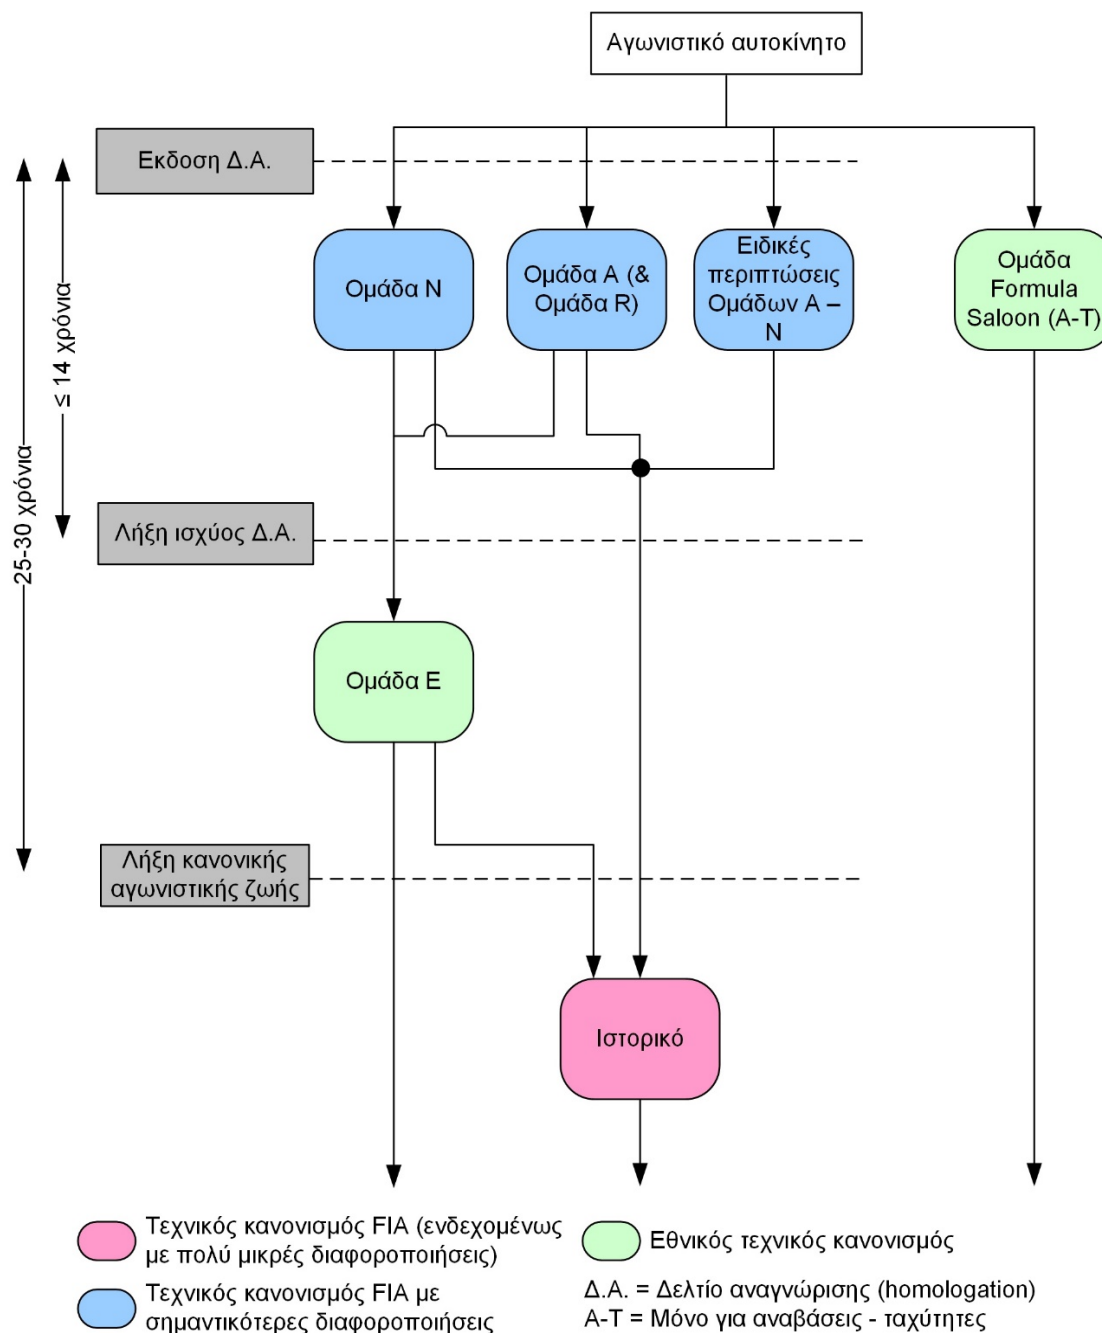 Αγωνιστικό αυτοκίνητο
Εκδοση Δ.Α.
≤ 14 χρόνια
25-30 χρόνια
Ομάδα Ν
Ομάδα Α (&
Ομάδα R)
Ειδικές
περιπτώσεις
Ομάδων Α –
Ν
Ομάδα
Formula
Saloon (Α-Τ)
Λήξη ισχύος Δ.Α.
Ομάδα Ε
Λήξη κανονικής
αγωνιστικής ζωής
Ιστορικό
Τεχνικός κανονισμός FIA (ενδεχομένως
με πολύ μικρές διαφοροποιήσεις)
Τεχνικός κανονισμός FIA με
σημαντικότερες διαφοροποιήσεις
Εθνικός τεχνικός κανονισμός
Δ.Α. = Δελτίο αναγνώρισης (homologation)
Α-Τ = Μόνο για αναβάσεις - ταχύτητες